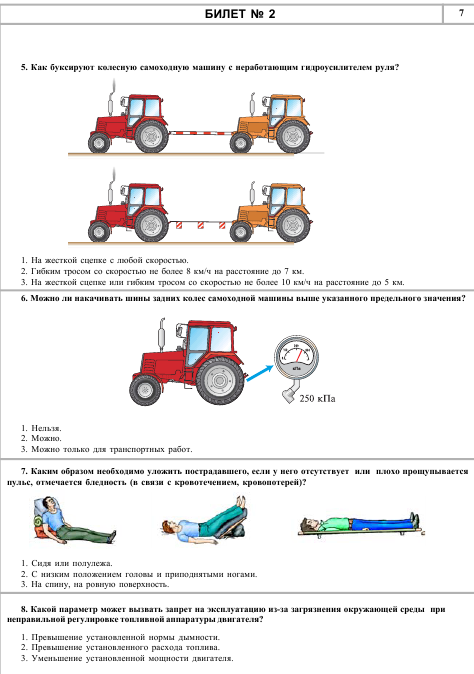 БИЛЕТ № 2
7
5. Как буксируют колесную самоходную машину с неработающим гидроусилителем руля?
1. На жесткой сцепке с любой скоростью.
2. Гибким тросом со скоростью не более 8 км/ч на расстояние до 7 км.
3. На жесткой сцепке или гибким тросом со скоростью не более 10 км/ч на расстояние до 5 км.
6. Можно ли накачивать шины задних колес самоходной машины выше указанного предельного значения?
кПа
250 кПа
1. Нельзя.
2. Можно.
3. Можно только для транспортных работ.
7. Каким образом необходимо уложить пострадавшего, если у него отсутствует или плохо прощупывается
пульс, отмечается бледность (в связи с кровотечением, кровопотерей)?
1. Сидя или полулежа.
2. С низким положением головы и приподнятыми ногами.
3. На спину, на ровную поверхность.
8. Какой параметр может вызвать запрет на эксплуатацию из-за загрязнения окружающей среды при
неправильной регулировке топливной аппаратуры двигателя?
1. Превышение установленной нормы дымности.
2. Превышение установленного расхода топлива.
3. Уменьшение установленной мощности двигателя.